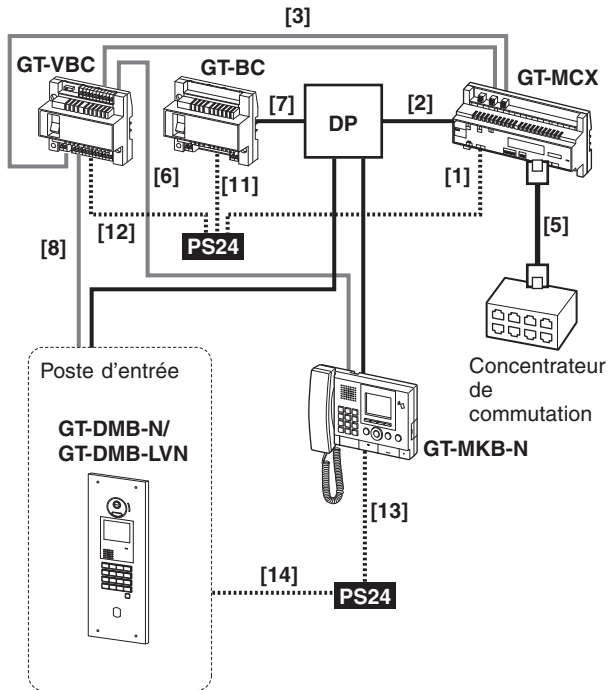 [3]
GT-VBC
GT-BC
GT-MCX
[7]
DP
[2]
[6]
[11]
[1]
[12]
PS24
[5]
[8]
Poste d'entrée
GT-DMB-N/
GT-DMB-LVN
Concentrateur
de
commutation
GT-MKB-N
[13]
[14]
PS24